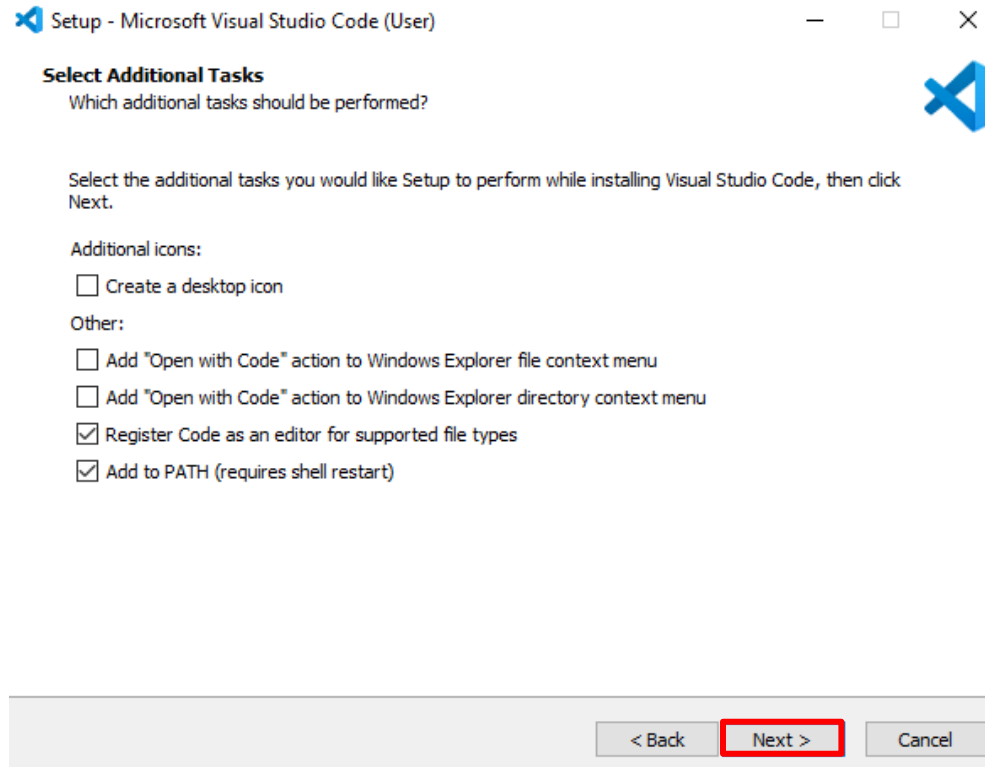 Setup - Microsoft Visual Studio Code (User)
Select Additional Tasks
Which additional tasks should be performed?
Select the additional tasks you would like Setup to perform while installing Visual Studio Code, then click
Next.
Additional icons:
Create a desktop icon
Other:
Add "Open with Code" action to Windows Explorer file context menu
Add "Open with Code" action to Windows Explorer directory context menu
Register Code as an editor for supported file types
Add to PATH (requires shell restart)
< Back Next > Cancel